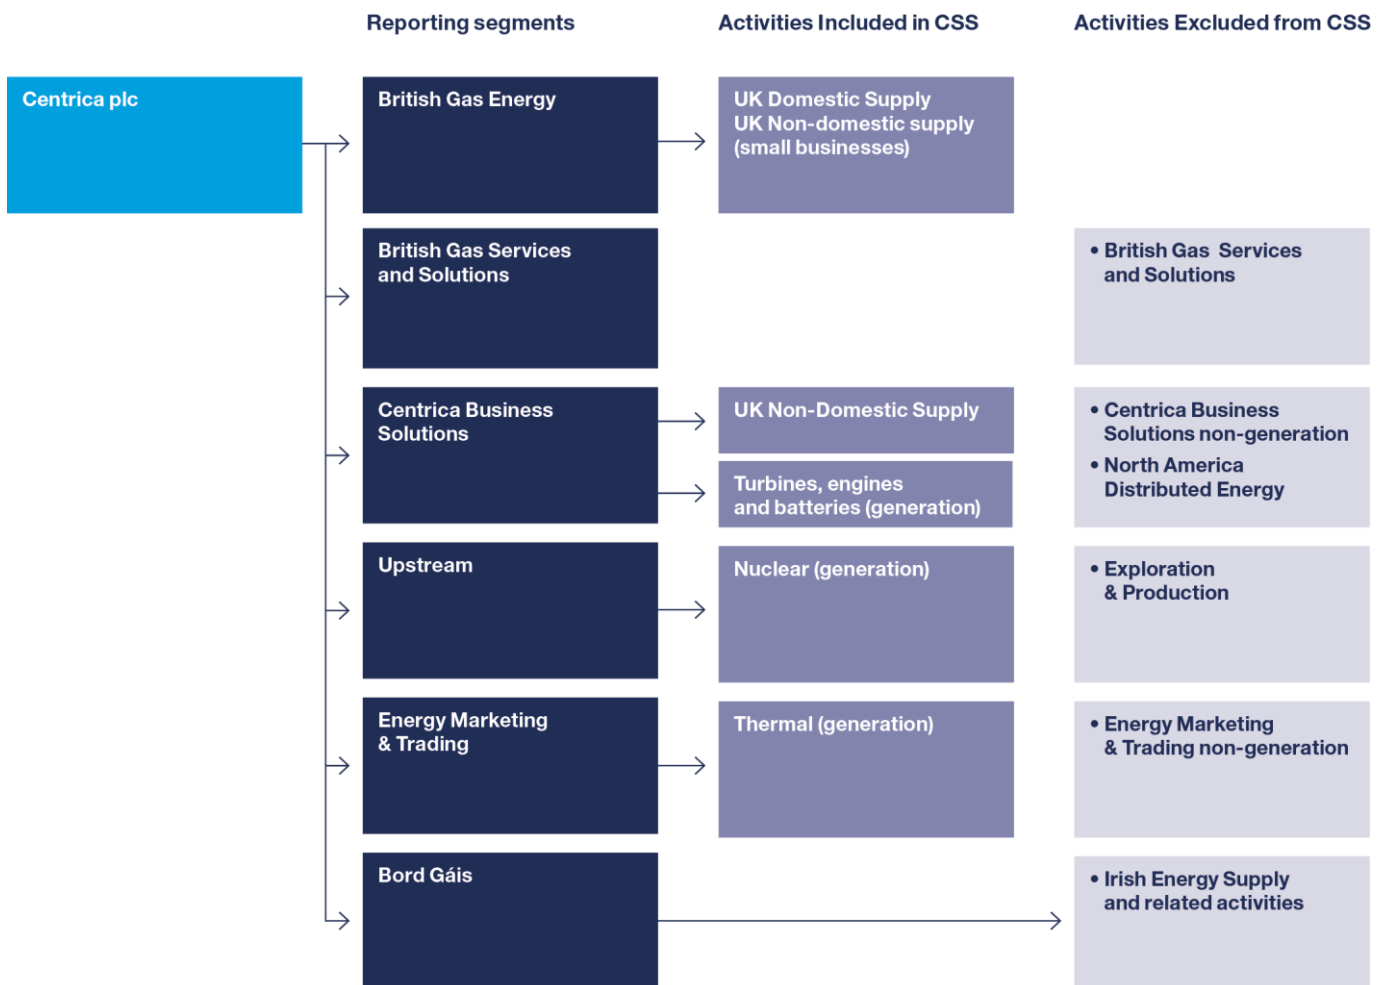 Reporting segments
Activities Included in CSS
Activities Excluded from CSS
Centrica plc
British Gas Energy
UK Domestic Supply
UK Non-domestic supply
(small businesses)
British Gas Services
and Solutions
• British Gas Services
and Solutions
Centrica Business
Solutions
UK Non-Domestic Supply
Turbines, engines
and batteries (generation)
• Centrica Business
Solutions non-generation
• North America
Distributed Energy
Upstream
Nuclear (generation)
• Exploration
& Production
Energy Marketing
& Trading
Thermal (generation)
• Energy Marketing
& Trading non-generation
Bord Gáis
• Irish Energy Supply
and related activities